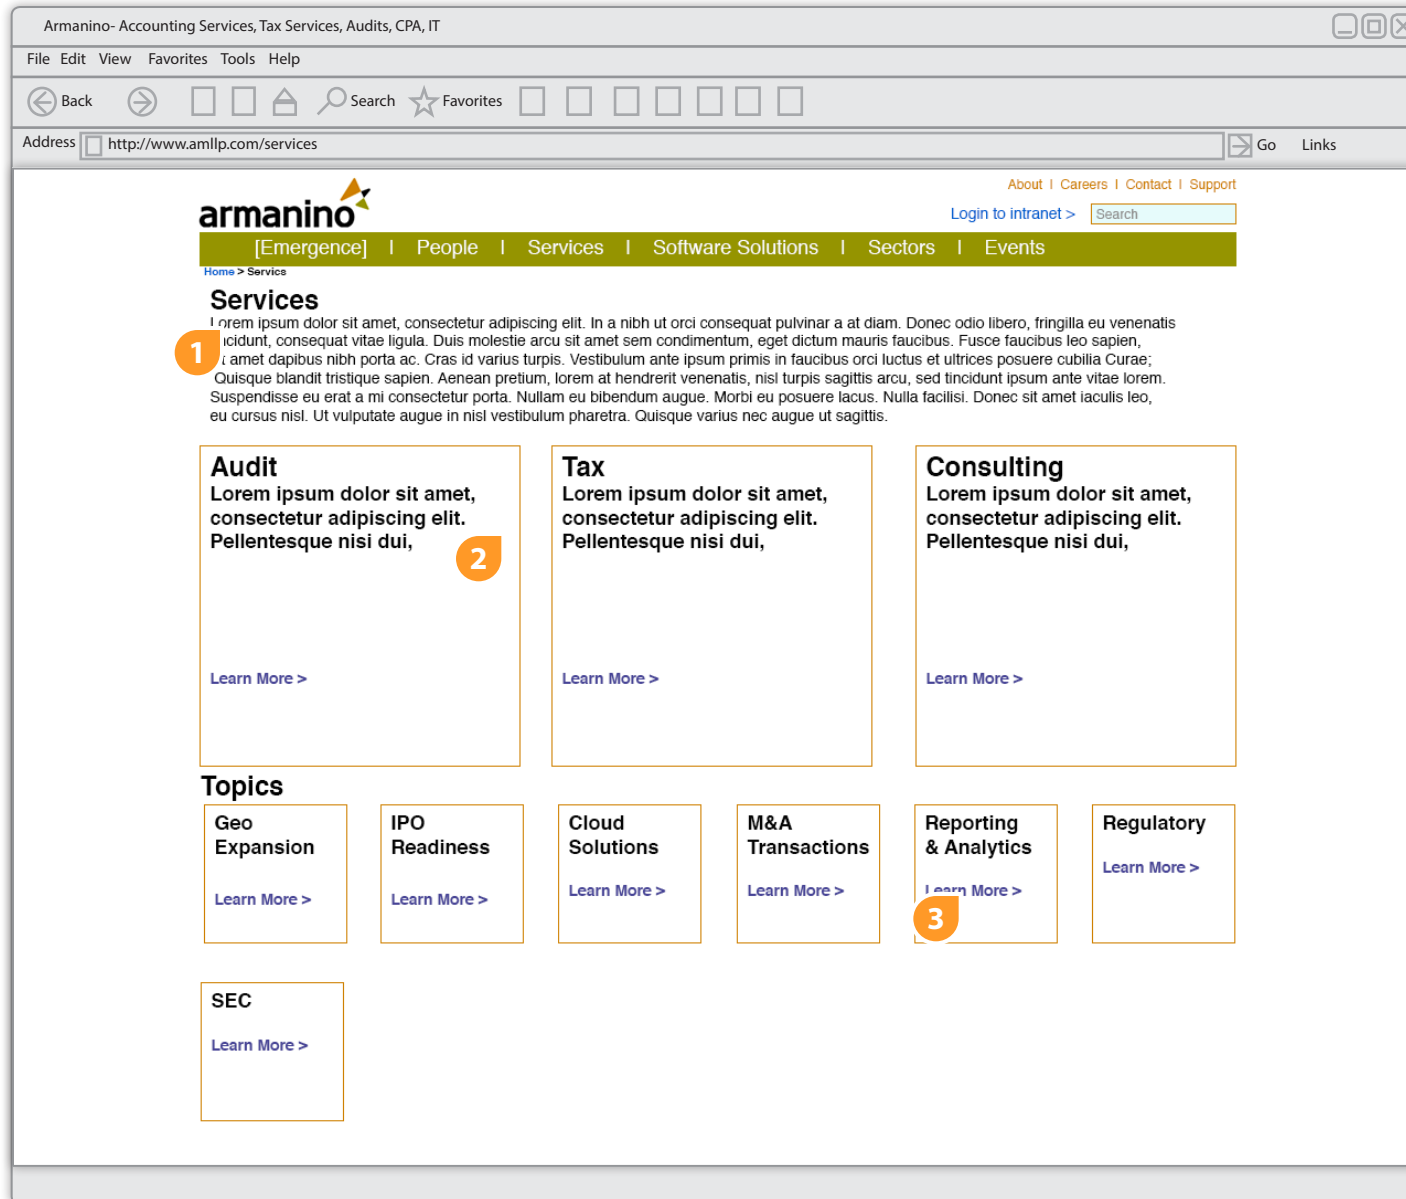 Armanino- Accounting Services, Tax Services, Audits, CPA, IT
File Edit View Favorites Tools Help
Back Search Favorites
Address http://www.amllp.com/services Go Links
About | Careers | Contact | Support
armanino
Login to intranet > Search
[Emergence] | People | Services | Software Solutions | Sectors | Events
Home > Servics
Services
Lorem ipsum dolor sit amet, consectetur adipiscing elit. In a nibh ut orci consequat pulvinar a at diam. Donec odio libero, fringilla eu venenatis
1
consequat vitae ligula. Duis molestie arcu sit amet sem condimentum, eget dictum mauris faucibus. Fusce faucibus leo sapien,
amet dapibus nibh porta ac. Cras id varius turpis. Vestibulum ante ipsum primis in faucibus orci luctus et ultrices posuere cubilia Curae;
Quisque blandit tristique sapien. Aenean pretium, lorem at hendrerit venenatis, nisl turpis sagittis arcu, sed tincidunt ipsum ante vitae lorem.
Suspendisse eu erat a mi consectetur porta. Nullam eu bibendum augue. Morbi eu posuere lacus. Nulla facilisi. Donec sit amet iaculis leo,
eu cursus nisl. Ut vulputate augue in nisl vestibulum pharetra. Quisque varius nec augue ut sagittis.
Audit
Lorem ipsum dolor sit amet,
consectetur adipiscing elit.
Pellentesque nisi dui,
2
Learn More >
Tax
Lorem ipsum dolor sit amet,
consectetur adipiscing elit.
Pellentesque nisi dui,
Learn More >
Consulting
Lorem ipsum dolor sit amet,
consectetur adipiscing elit.
Pellentesque nisi dui,
Learn More >
Topics
Geo
Expansion
Learn More >
IPO
Readiness
Learn More >
Cloud
Solutions
Learn More >
M&A
Transactions
Learn More >
Reporting
& Analytics
Learn More >
3
Regulatory
Learn More >
SEC
Learn More >